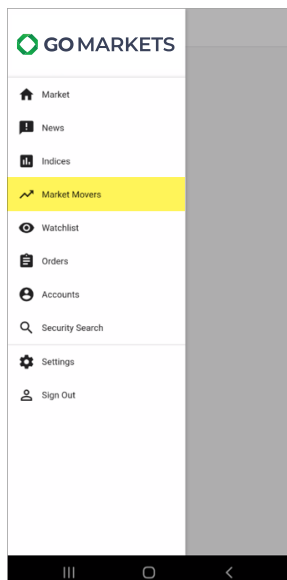 GO MARKETS
Market
News
Indices
Market Movers
Watchlist
Orders
Accounts
Security Search
Settings
Sign Out